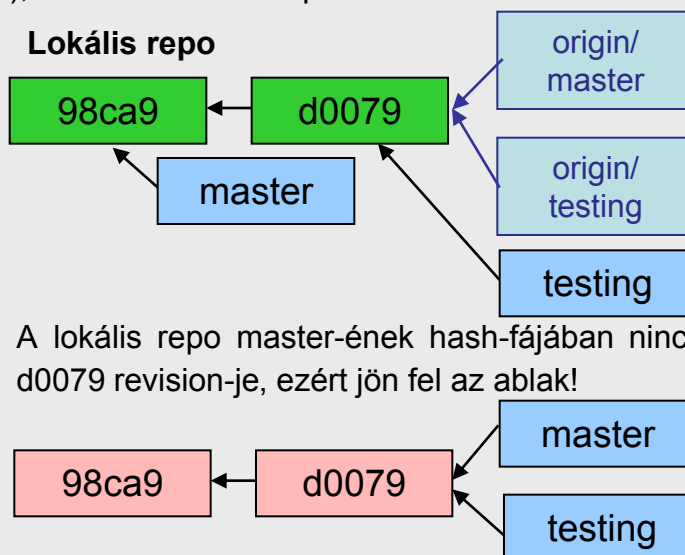 Lokális repo
origin/
master
98ca9
d0079
master
origin/
testing
testing
A lokális repo master-ének hash-fájában ninc
d0079 revision-je, ezért jön fel az ablak!
master
98ca9
d0079
testing